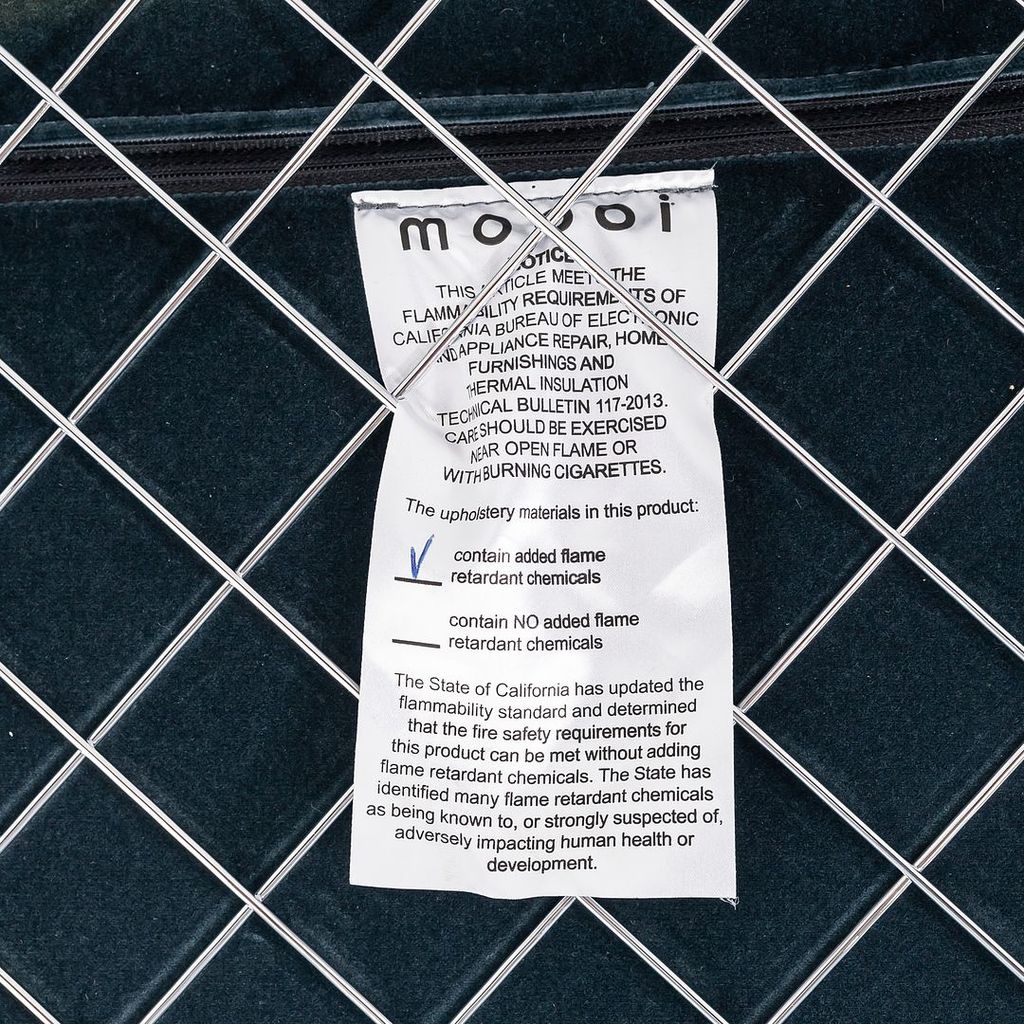 moooi
NOTICE
THIS ARTICLE MEETS THE
FLAMMABILITY REQUIREMENTS OF
CALIFORNIA BUREAU OF ELECTRONIC
AND APPLIANCE REPAIR, HOME
FURNISHINGS AND
THERMAL INSULATION
TECHNICAL BULLETIN 117-2013.
CARE SHOULD BE EXERCISED
NEAR OPEN FLAME OR
WITH BURNING CIGARETTES.
The upholstery materials in this product:
contain added flame
retardant chemicals
contain NO added flame
retardant chemicals
The State of California has updated the
flammability standard and determined
that the fire safety requirements for
this product can be met without adding
flame retardant chemicals. The State has
identified many flame retardant chemicals
as being known to, or strongly suspected of,
adversely impacting human health or
development.